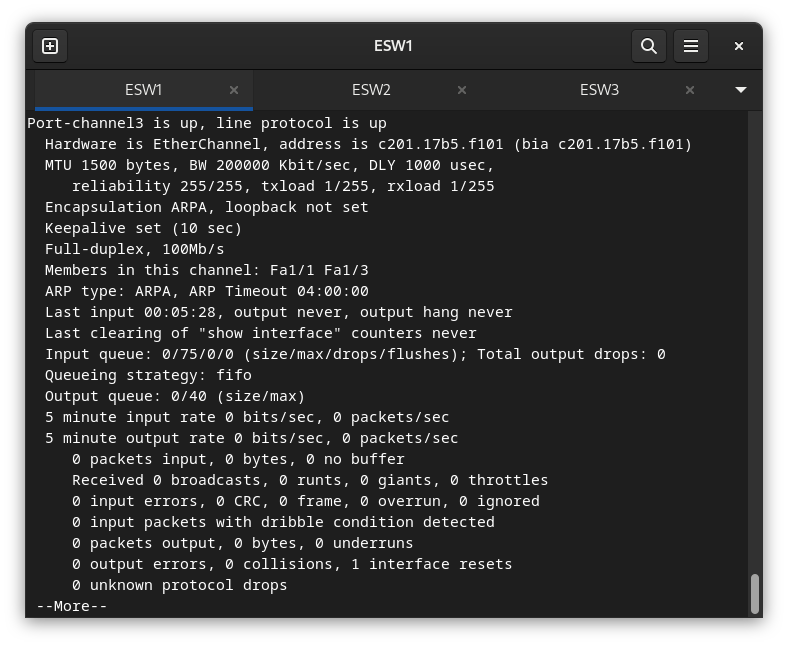 ESW1
ESW1
ESW2
ESW3
Port-channel3 is up, line protocol is up
  Hardware is EtherChannel, address is c201.17b5.f101 (bia c201.17b5.f101)
  MTU 1500 bytes, BW 200000 Kbit/sec, DLY 1000 usec,
     reliability 255/255, txload 1/255, rxload 1/255
  Encapsulation ARPA, loopback not set
  Keepalive set (10 sec)
  Full-duplex, 100Mb/s
  Members in this channel: Fa1/1 Fa1/3
  ARP type: ARPA, ARP Timeout 04:00:00
  Last input 00:05:28, output never, output hang never
  Last clearing of "show interface" counters never
  Input queue: 0/75/0/0 (size/max/drops/flushes); Total output drops: 0
  Queueing strategy: fifo
  Output queue: 0/40 (size/max)
  5 minute input rate 0 bits/sec, 0 packets/sec
  5 minute output rate 0 bits/sec, 0 packets/sec
     0 packets input, 0 bytes, 0 no buffer
     Received 0 broadcasts, 0 runts, 0 giants, 0 throttles
     0 input errors, 0 CRC, 0 frame, 0 overrun, 0 ignored
     0 input packets with dribble condition detected
     0 packets output, 0 bytes, 0 underruns
     0 output errors, 0 collisions, 1 interface resets
     0 unknown protocol drops
 --More--